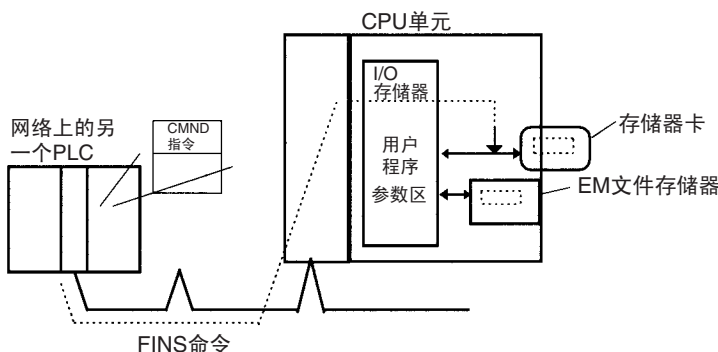 CPU单元
I/O
存储器
网络上的另
一个PLC
CMND
指令
用户
程序
参数区
存储器卡
EM文件存储器
FINS命令